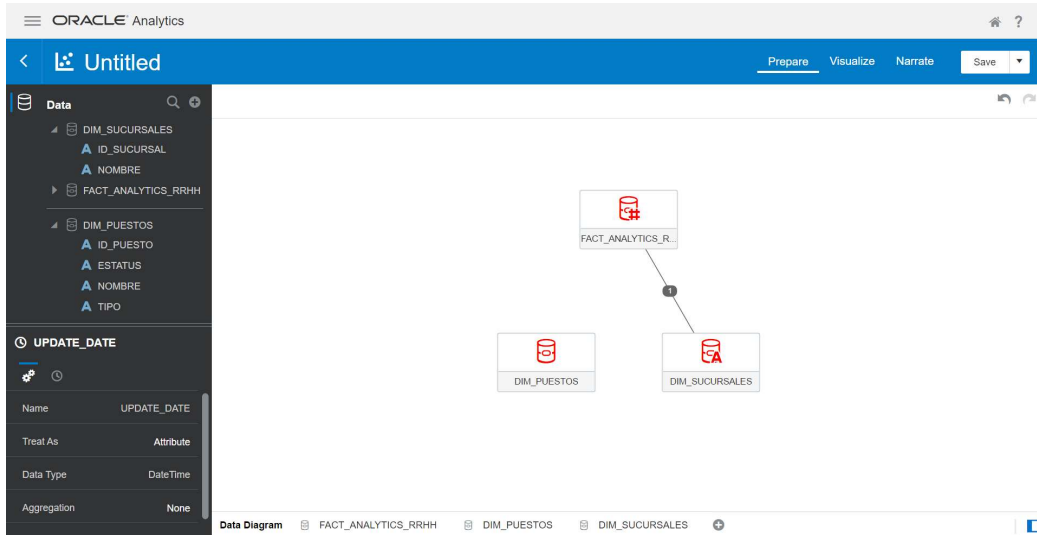 ORACLE Analytics
?
Untitled
Prepare Visualize Narrate Save
Data
DIM_SUCURSALES
A ID_SUCURSAL
A NOMBRE
FACT_ANALYTICS_RRHH
DIM_PUESTOS
A ID_PUESTO
A ESTATUS
A NOMBRE
A TIPO
UPDATE_DATE
Name UPDATE_DATE
Treat As Attribute
Data Type DateTime
Aggregation None
FACT_ANALYTICS_R...
1
DIM_PUESTOS
A
DIM_SUCURSALES
Data Diagram FACT_ANALYTICS_RRHH DIM_PUESTOS DIM_SUCURSALES